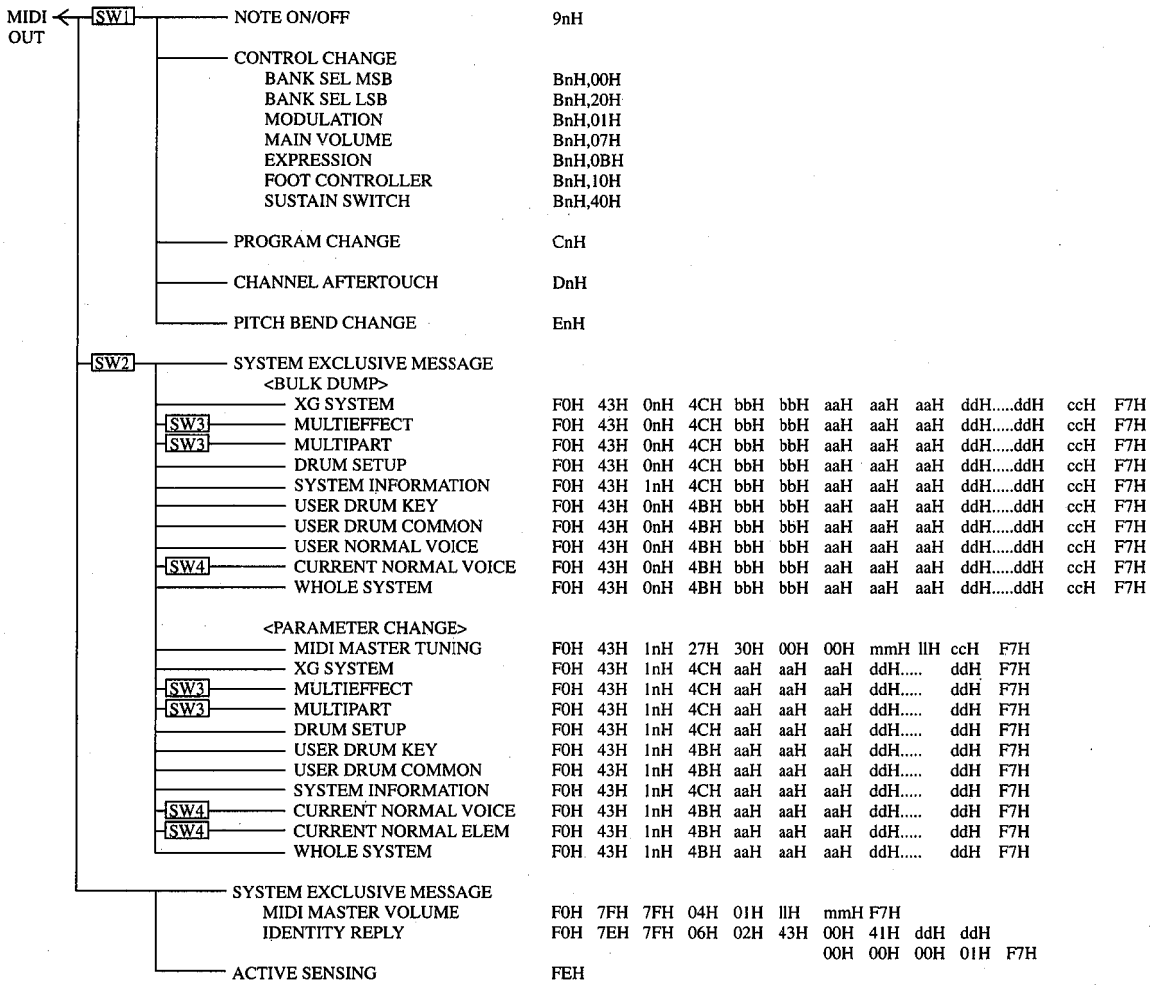 MIDI OUT SW1 NOTE ON/OFF 9nH
CONTROL CHANGE
BANK SEL MSB BnH,00H
BANK SEL LSB BnH,20H
MODULATION BnH,01H
MAIN VOLUME BnH,07H
EXPRESSION BnH,0BH
FOOT CONTROLLER BnH,10H
SUSTAIN SWITCH BnH,40H
PROGRAM CHANGE CnH
CHANNEL AFTERTOUCH DnH
PITCH BEND CHANGE EnH
SW2 SYSTEM EXCLUSIVE MESSAGE
<BULK DUMP>
XG SYSTEM F0H 43H 0nH 4CH bbH bbH aaH aaH aaH ddH.....ddH ccH F7H
SW3 MULTIEFFECT F0H 43H 0nH 4CH bbH bbH aaH aaH aaH ddH.....ddH ccH F7H
SW3 MULTIPART F0H 43H 0nH 4CH bbH bbH aaH aaH aaH ddH.....ddH ccH F7H
DRUM SETUP F0H 43H 0nH 4CH bbH bbH aaH aaH aaH ddH.....ddH ccH F7H
SYSTEM INFORMATION F0H 43H 1nH 4CH bbH bbH aaH aaH aaH ddH.....ddH ccH F7H
USER DRUM KEY F0H 43H 0nH 4BH bbH bbH aaH aaH aaH ddH.....ddH ccH F7H
USER DRUM COMMON F0H 43H 0nH 4BH bbH bbH aaH aaH aaH ddH.....ddH ccH F7H
USER NORMAL VOICE F0H 43H 0nH 4BH bbH bbH aaH aaH aaH ddH.....ddH ccH F7H
SW4 CURRENT NORMAL VOICE F0H 43H 0nH 4BH bbH bbH aaH aaH aaH ddH.....ddH ccH F7H
WHOLE SYSTEM F0H 43H 0nH 4BH bbH bbH aaH aaH aaH ddH.....ddH ccH F7H
<PARAMETER CHANGE>
MIDI MASTER TUNING F0H 43H 1nH 27H 30H 00H 00H mmH llH ccH F7H
XG SYSTEM F0H 43H 1nH 4CH aaH aaH aaH ddH..... ddH F7H
SW3 MULTIEFFECT F0H 43H 1nH 4CH aaH aaH aaH ddH..... ddH F7H
SW3 MULTIPART F0H 43H 1nH 4CH aaH aaH aaH ddH..... ddH F7H
DRUM SETUP F0H 43H 1nH 4CH aaH aaH aaH ddH..... ddH F7H
USER DRUM KEY F0H 43H 1nH 4BH aaH aaH aaH ddH..... ddH F7H
USER DRUM COMMON F0H 43H 1nH 4BH aaH aaH aaH ddH..... ddH F7H
SYSTEM INFORMATION F0H 43H 1nH 4CH aaH aaH aaH ddH..... ddH F7H
SW4 CURRENT NORMAL VOICE F0H 43H 1nH 4BH aaH aaH aaH ddH..... ddH F7H
SW4 CURRENT NORMAL ELEM F0H 43H 1nH 4BH aaH aaH aaH ddH..... ddH F7H
WHOLE SYSTEM F0H 43H 1nH 4BH aaH aaH aaH ddH..... ddH F7H
SYSTEM EXCLUSIVE MESSAGE
MIDI MASTER VOLUME F0H 7FH 7FH 04H 01H llH mmH F7H
IDENTITY REPLY F0H 7EH 7FH 06H 02H 43H 00H 41H ddH ddH
00H 00H 00H 01H F7H
ACTIVE SENSING FEH